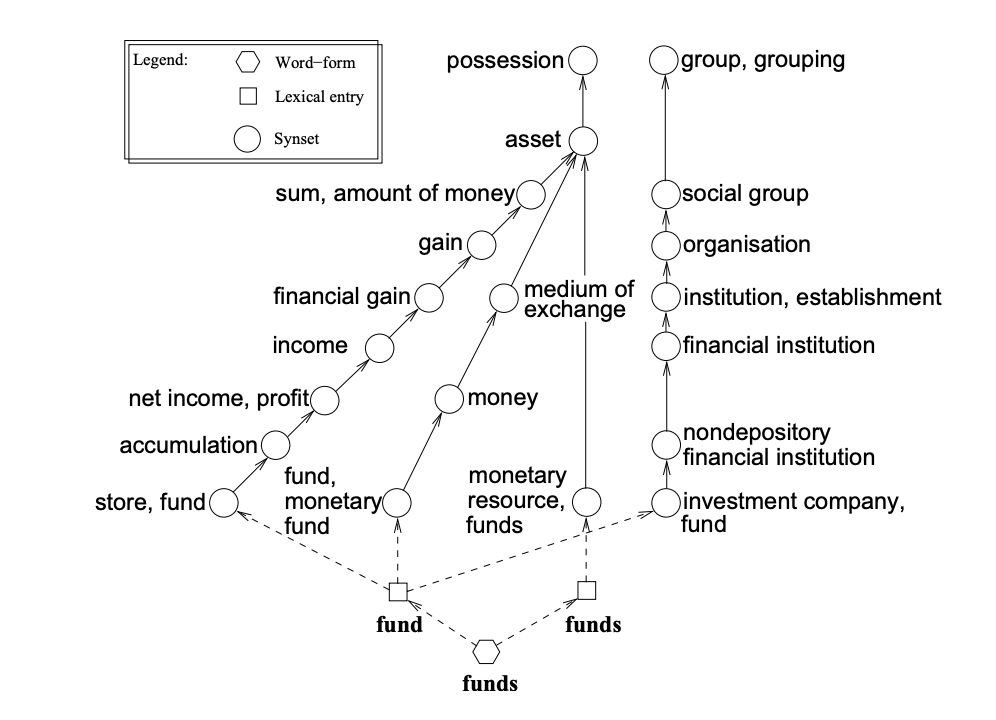 Legend:
Word–form
Lexical entry
Synset
possession
group, grouping
asset
sum, amount of money
social group
gain
organisation
financial gain
medium of
exchange
institution, establishment
income
financial institution
net income, profit
money
accumulation
nondepository
financial institution
store, fund
fund,
monetary
fund
monetary
resource,
funds
investment company,
fund
fund
funds
funds